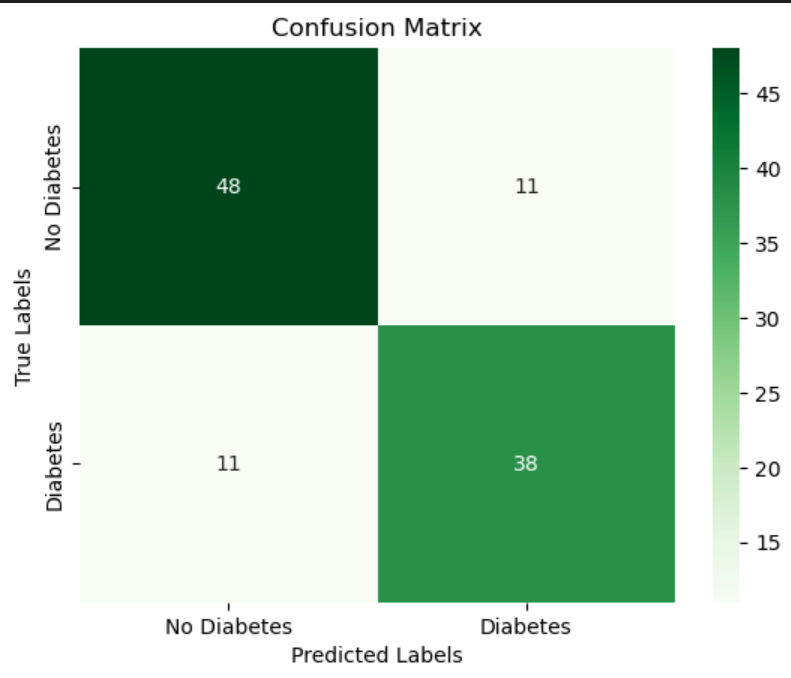 Confusion Matrix
No Diabetes
Diabetes
True Labels
48
11
11
38
No Diabetes
Diabetes
Predicted Labels
45
40
35
30
25
20
15